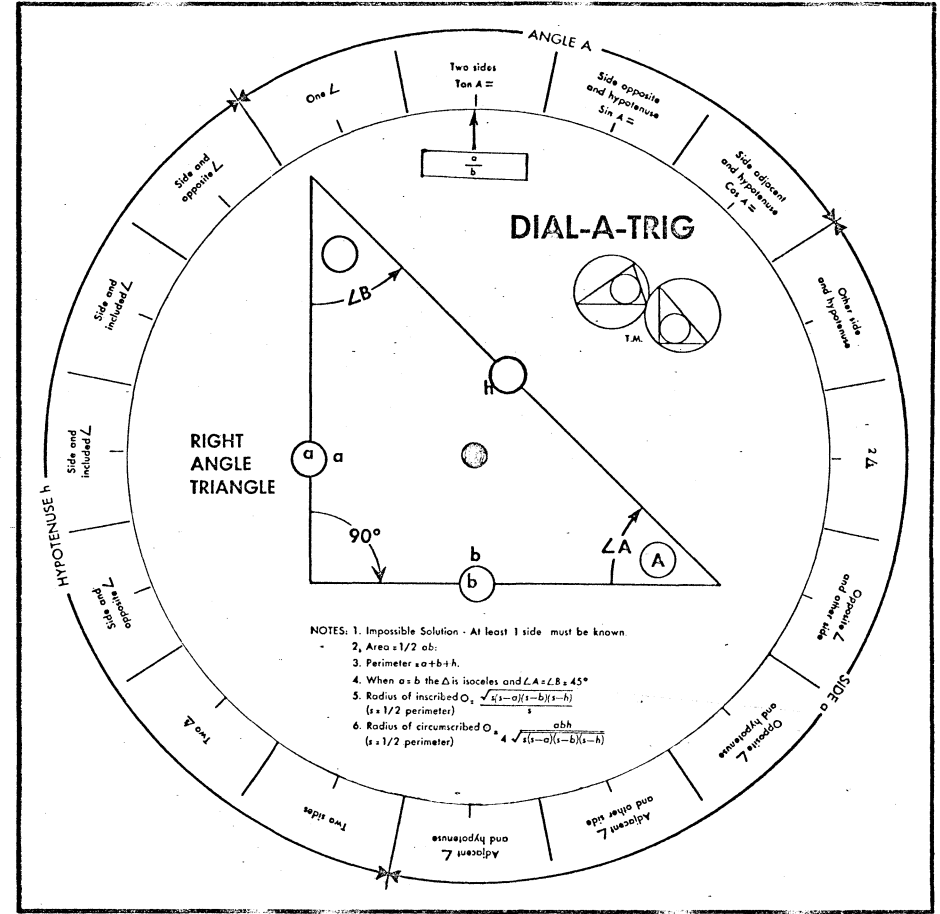 ANGLE A
One ∠
Two sides
Tan A =
Side opposite
and hypotenuse
Sin A =
Side adjacent
and hypotenuse
Cos A =
Other side
and hypotenuse
2 ∠
Opposite ∠
and other side
SIDE a
Opposite ∠
and hypotenuse
Adjacent ∠
and other side
Adjacent ∠
and hypotenuse
Two sides
Two ∠
Side and
opposite ∠
HYPOTENUSE h
Side and
included ∠
Side and
included ∠
Side and
opposite ∠
a
b
DIAL-A-TRIG
T.M.
∠B
h
RIGHT
ANGLE
TRIANGLE
a a
90°
b
b
∠A
A
NOTES: 1. Impossible Solution - At least 1 side must be known.
2, Area = 1/2 ab.
3. Perimeter = a+b+h.
4. When a = b the △ is isoceles and ∠A = ∠B = 45°
5. Radius of inscribed ⊙ = √s(s−a)(s−b)(s−h)
(s = 1/2 perimeter) s
6. Radius of circumscribed ⊙ = abh
(s = 1/2 perimeter) 4 √s(s−a)(s−b)(s−h)